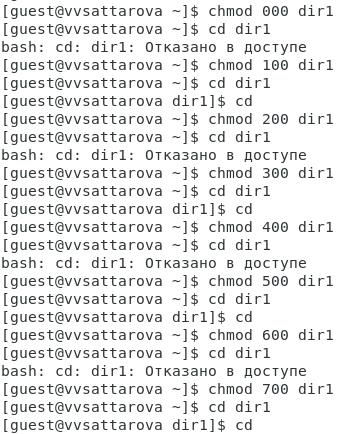 [guest@vvsattarova ~]$ chmod 000 dir1
[guest@vvsattarova ~]$ cd dir1
bash: cd: dir1: Отказано в доступе
[guest@vvsattarova ~]$ chmod 100 dir1
[guest@vvsattarova ~]$ cd dir1
[guest@vvsattarova dir1]$ cd
[guest@vvsattarova ~]$ chmod 200 dir1
[guest@vvsattarova ~]$ cd dir1
bash: cd: dir1: Отказано в доступе
[guest@vvsattarova ~]$ chmod 300 dir1
[guest@vvsattarova ~]$ cd dir1
[guest@vvsattarova dir1]$ cd
[guest@vvsattarova ~]$ chmod 400 dir1
[guest@vvsattarova ~]$ cd dir1
bash: cd: dir1: Отказано в доступе
[guest@vvsattarova ~]$ chmod 500 dir1
[guest@vvsattarova ~]$ cd dir1
[guest@vvsattarova dir1]$ cd
[guest@vvsattarova ~]$ chmod 600 dir1
[guest@vvsattarova ~]$ cd dir1
bash: cd: dir1: Отказано в доступе
[guest@vvsattarova ~]$ chmod 700 dir1
[guest@vvsattarova ~]$ cd dir1
[guest@vvsattarova dir1]$ cd